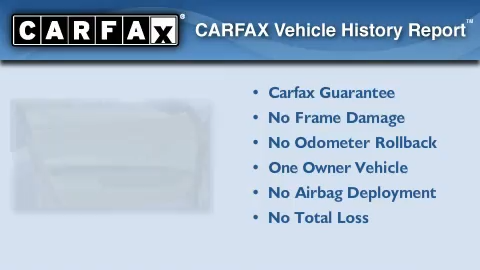 CARFAX® CARFAX Vehicle History Report™
• Carfax Guarantee
• No Frame Damage
• No Odometer Rollback
• One Owner Vehicle
• No Airbag Deployment
• No Total Loss